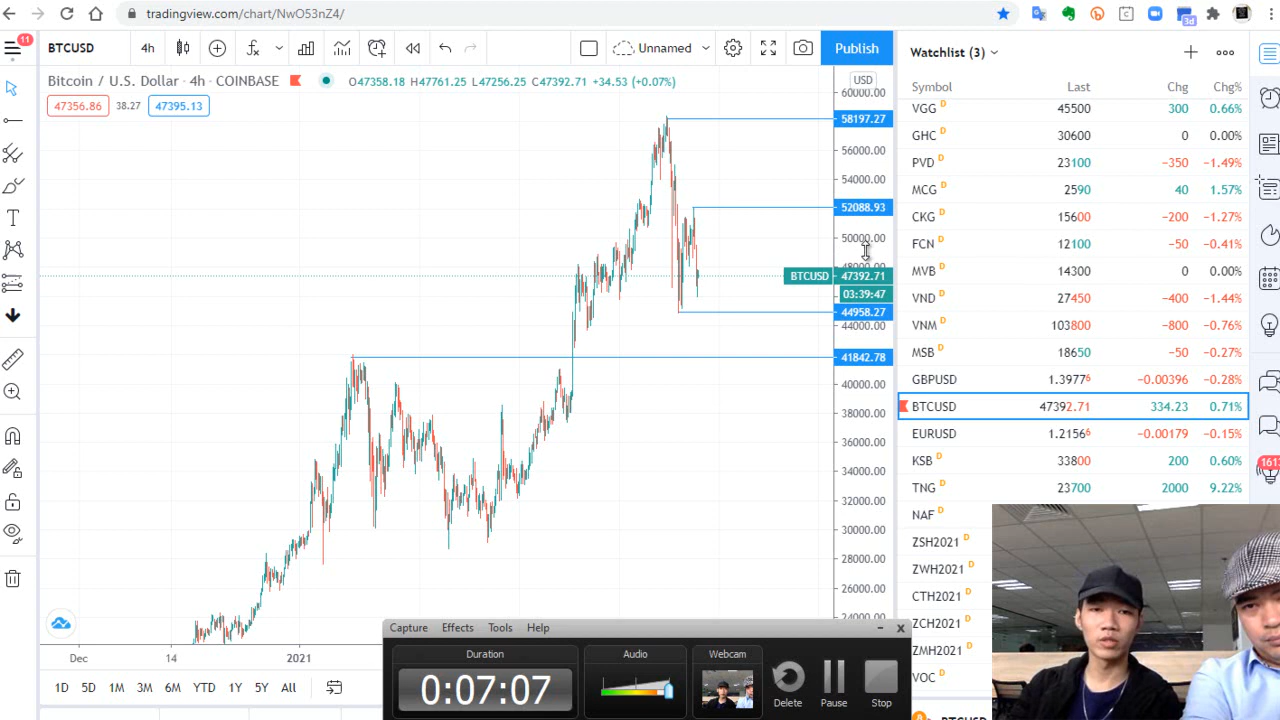 tradingview.com/chart/NwO53nZ4/
3d
11
BTCUSD 4h Unnamed Publish
Watchlist (3)
Bitcoin / U.S. Dollar · 4h · COINBASE O47358.18 H47761.25 L47256.25 C47392.71 +34.53 (+0.07%)
47356.86 38.27 47395.13
USD
60000.00
58197.27
56000.00
54000.00
52088.93
50000.00
48000.00
BTCUSD 47392.71
03:39:47
44958.27
44000.00
41842.78
40000.00
38000.00
36000.00
34000.00
32000.00
30000.00
28000.00
26000.00
24000.00
Dec 14 2021
1D 5D 1M 3M 6M YTD 1Y 5Y All
Symbol Last Chg Chg%
VGG D 45500 300 0.66%
GHC 30600 0 0.00%
PVD D 23100 −350 −1.49%
MCG D 2590 40 1.57%
CKG D 15600 −200 −1.27%
FCN D 12100 −50 −0.41%
MVB D 14300 0 0.00%
VND D 27450 −400 −1.44%
VNM D 103800 −800 −0.76%
MSB D 18650 −50 −0.27%
GBPUSD 1.39776 −0.00396 −0.28%
BTCUSD 47392.71 334.23 0.71%
EURUSD 1.21566 −0.00179 −0.15%
KSB D 33800 200 0.60%
TNG D 23700 2000 9.22%
NAF D
ZSH2021 D
ZWH2021 D
CTH2021 D
ZCH2021 D
ZMH2021 D
VOC D
BTCUSD
161
Capture Effects Tools Help
Duration Audio Webcam
0:07:07
Delete Pause Stop